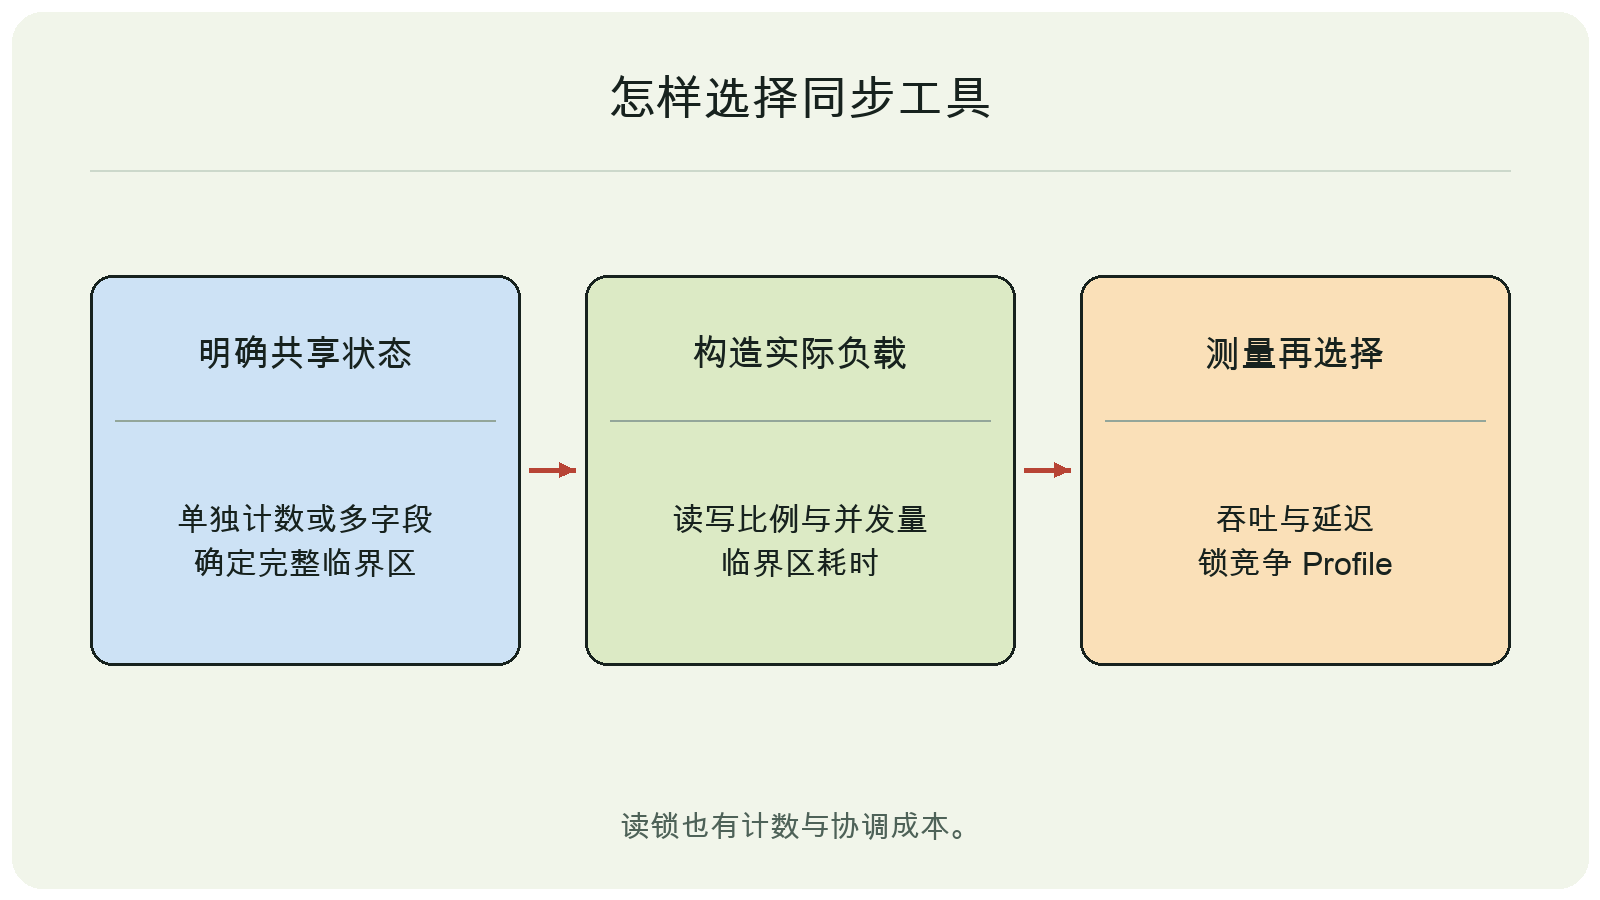 怎样选择同步工具
明确共享状态
单独计数或多字段
确定完整临界区
构造实际负载
读写比例与并发量
临界区耗时
测量再选择
吞吐与延迟
锁竞争 Profile
读锁也有计数与协调成本。